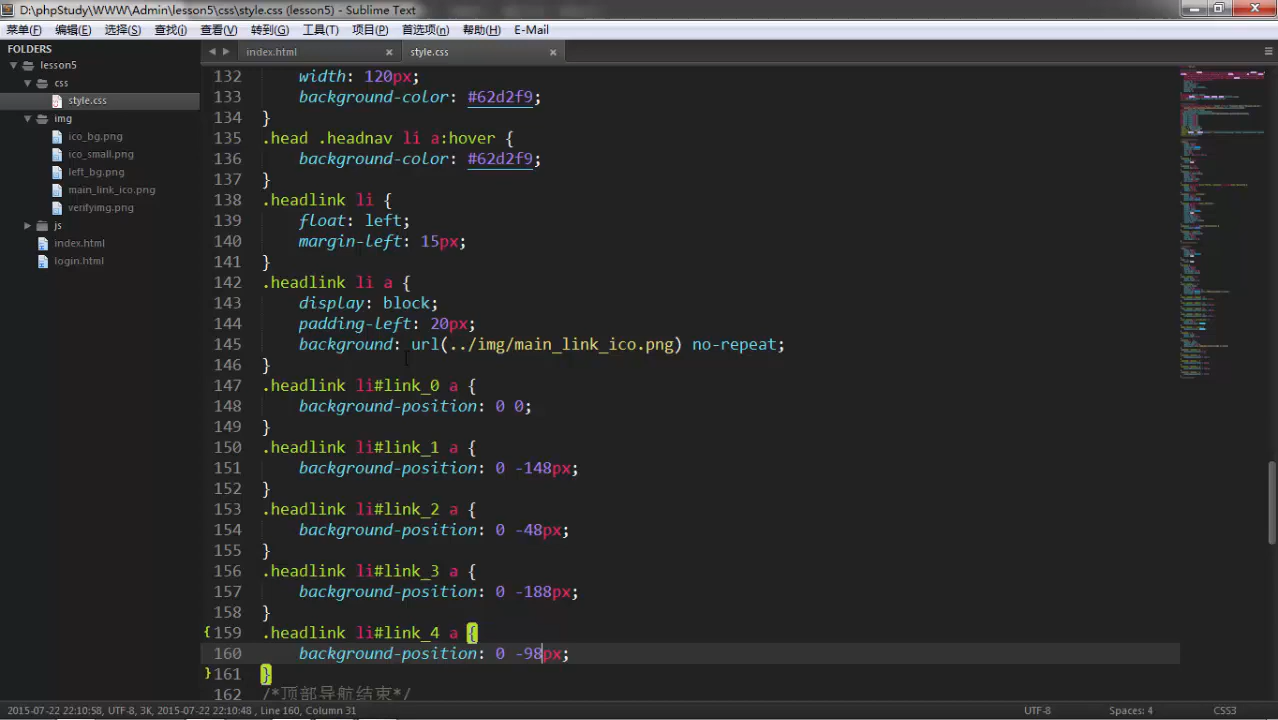 D:\phpStudy\WWW\Admin\lesson5\css\style.css (lesson5) - Sublime Text
菜单(F) 编辑(E) 选择(S) 查找(I) 查看(V) 转到(G) 工具(T) 项目(P) 首选项(n) 帮助(H) E-Mail
FOLDERS
lesson5
css
style.css
img
ico_bg.png
ico_small.png
left_bg.png
main_link_ico.png
verifyimg.png
js
index.html
login.html
index.html × style.css ×
132 width: 120px;
133 background-color: #62d2f9;
134 }
135 .head .headnav li a:hover {
136 background-color: #62d2f9;
137 }
138 .headlink li {
139 float: left;
140 margin-left: 15px;
141 }
142 .headlink li a {
143 display: block;
144 padding-left: 20px;
145 background: url(../img/main_link_ico.png) no-repeat;
146 }
147 .headlink li#link_0 a {
148 background-position: 0 0;
149 }
150 .headlink li#link_1 a {
151 background-position: 0 -148px;
152 }
153 .headlink li#link_2 a {
154 background-position: 0 -48px;
155 }
156 .headlink li#link_3 a {
157 background-position: 0 -188px;
158 }
159 .headlink li#link_4 a {
160 background-position: 0 -98px;
161 }
162 /*顶部导航结束*/
2015-07-22 22:10:58, UTF-8, 3K, 2015-07-22 22:10:48 , Line 160, Column 31 UTF-8 Spaces: 4 CSS3